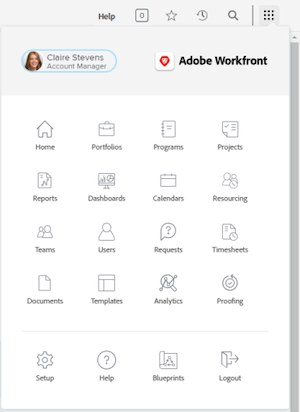 Help 0
Claire Stevens
Account Manager
Adobe Workfront
Home Portfolios Programs Projects
Reports Dashboards Calendars Resourcing
Teams Users Requests Timesheets
Documents Templates Analytics Proofing
Setup Help Blueprints Logout